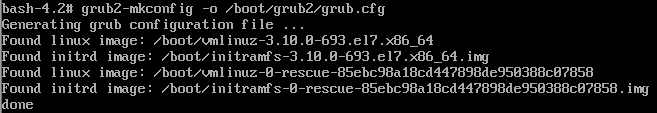 bash-4.2# grub2-mkconfig -o /boot/grub2/grub.cfg
Generating grub configuration file ...
Found linux image: /boot/vmlinuz-3.10.0-693.el7.x86_64
Found initrd image: /boot/initramfs-3.10.0-693.el7.x86_64.img
Found linux image: /boot/vmlinuz-0-rescue-85ebc98a18cd447898de950388c07858
Found initrd image: /boot/initramfs-0-rescue-85ebc98a18cd447898de950388c07858.img
done